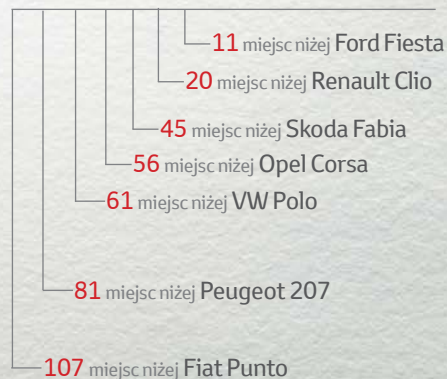 11 miejsc niżej Ford Fiesta
20 miejsc niżej Renault Clio
45 miejsc niżej Skoda Fabia
56 miejsc niżej Opel Corsa
61 miejsc niżej VW Polo
81 miejsc niżej Peugeot 207
107 miejsc niżej Fiat Punto